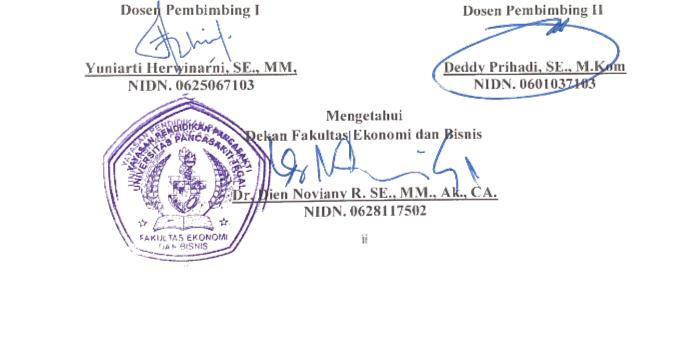 Dosen Pembimbing I
Yuniarti Herwinarni, SE., MM,
NIDN. 0625067103
Dosen Pembimbing II
Deddy Prihadi, SE., M.Kom
NIDN. 0601037103
Mengetahui
Dekan Fakultas Ekonomi dan Bisnis
Dr. Dien Noviany R. SE., MM., Ak., CA.
NIDN. 0628117502
YAYASAN PENDIDIKAN PANCASAKTI
UNIVERSITAS PANCASAKTI TEGAL
FAKULTAS EKONOMI
DAN BISNIS
ii